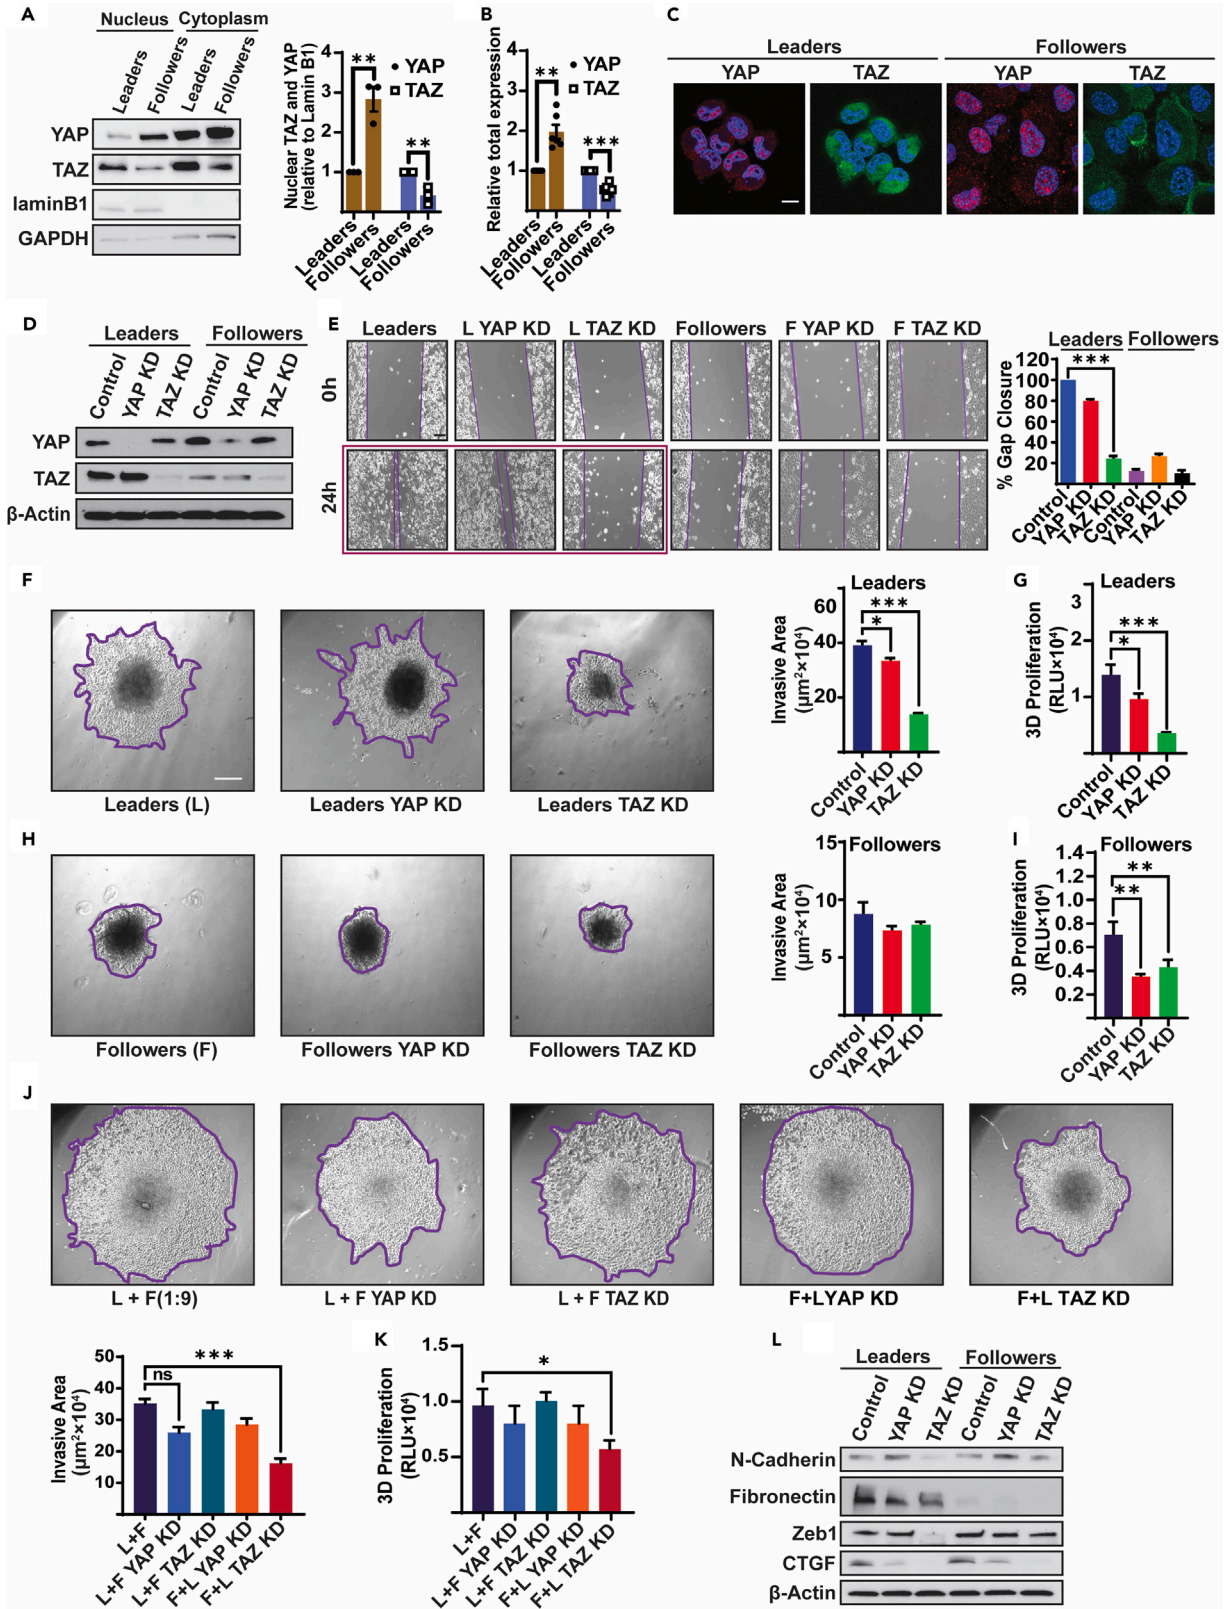 A
Nucleus Cytoplasm
Leaders
Followers
Leaders
Followers
YAP
TAZ
laminB1
GAPDH
Nuclear TAZ and YAP
(relative to Lamin B1)
4
3
2
1
**
● YAP
□ TAZ
**
Leaders
Followers
Leaders
Followers
B
Relative total expression
4
3
2
1
**
● YAP
□ TAZ
***
Leaders
Followers
Leaders
Followers
C
Leaders Followers
YAP TAZ YAP TAZ
D
Leaders Followers
Control
YAP KD
TAZ KD
Control
YAP KD
TAZ KD
YAP
TAZ
β-Actin
E
Leaders L YAP KD L TAZ KD Followers F YAP KD F TAZ KD
0h
24h
Leaders Followers
***
% Gap Closure
120
100
80
60
40
20
Control
YAP KD
TAZ KD
Control
YAP KD
TAZ KD
F
Leaders (L) Leaders YAP KD Leaders TAZ KD
Leaders
***
*
Invasive Area
(μm²×10⁴)
60
40
20
Control
YAP KD
TAZ KD
G
Leaders
***
*
3D Proliferation
(RLU×10⁴)
3
2
1
Control
YAP KD
TAZ KD
H
Followers (F) Followers YAP KD Followers TAZ KD
Followers
Invasive Area
(μm²×10⁴)
15
10
5
Control
YAP KD
TAZ KD
I
Followers
**
**
3D Proliferation
(RLU×10⁴)
1.4
1.2
1.0
0.8
0.6
0.4
0.2
Control
YAP KD
TAZ KD
J
L + F(1:9) L + F YAP KD L + F TAZ KD F+LYAP KD F+L TAZ KD
Invasive Area
(μm²×10⁴)
50
40
30
20
10
***
ns
L+F
L+F YAP KD
L+F TAZ KD
F+L YAP KD
F+L TAZ KD
K
3D Proliferation
(RLU×10⁴)
1.5
1.0
0.5
*
L+F
L+F YAP KD
L+F TAZ KD
F+L YAP KD
F+L TAZ KD
L
Leaders Followers
Control
YAP KD
TAZ KD
Control
YAP KD
TAZ KD
N-Cadherin
Fibronectin
Zeb1
CTGF
β-Actin